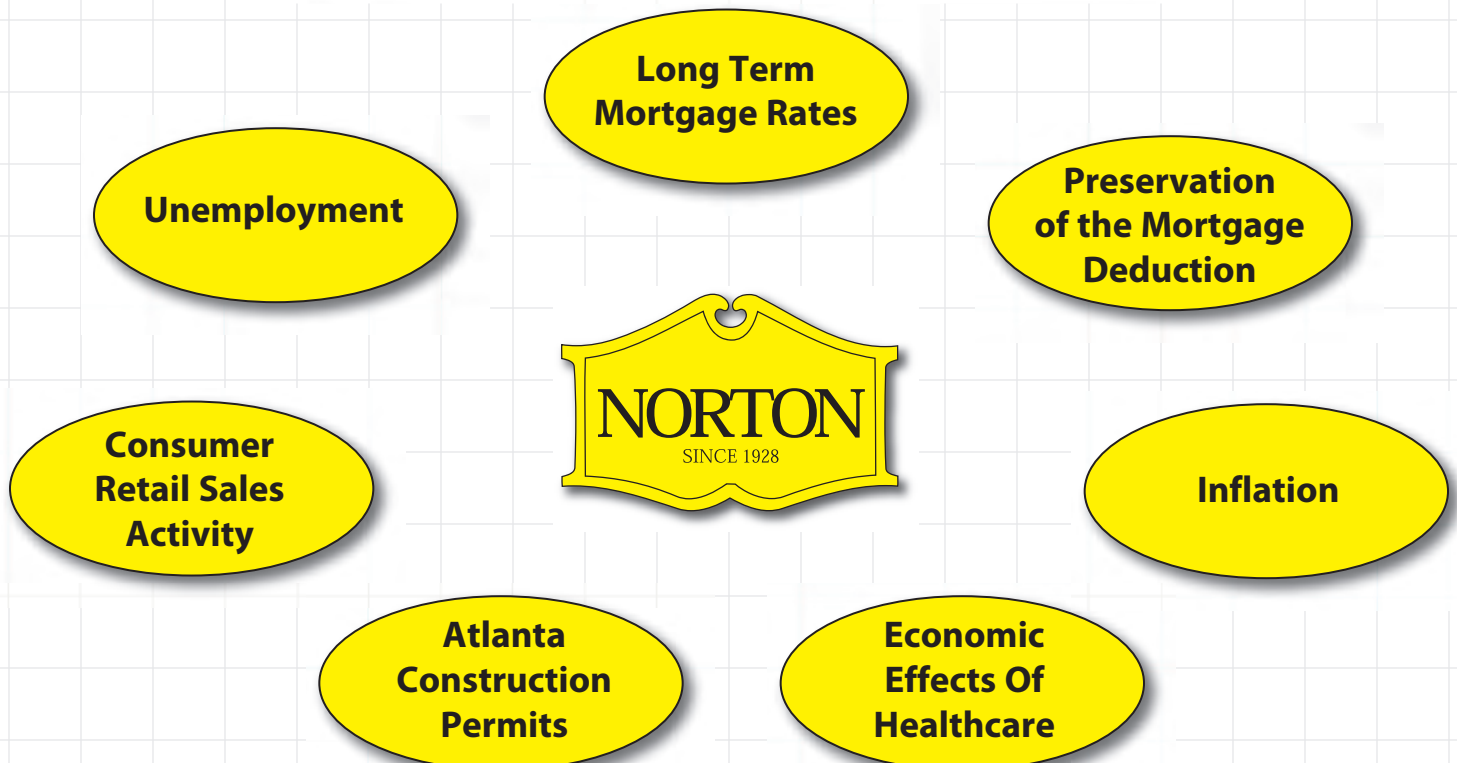 Long Term
Mortgage Rates
Unemployment
Preservation
of the Mortgage
Deduction
NORTON
SINCE 1928
Consumer
Retail Sales
Activity
Inflation
Atlanta
Construction
Permits
Economic
Effects Of
Healthcare